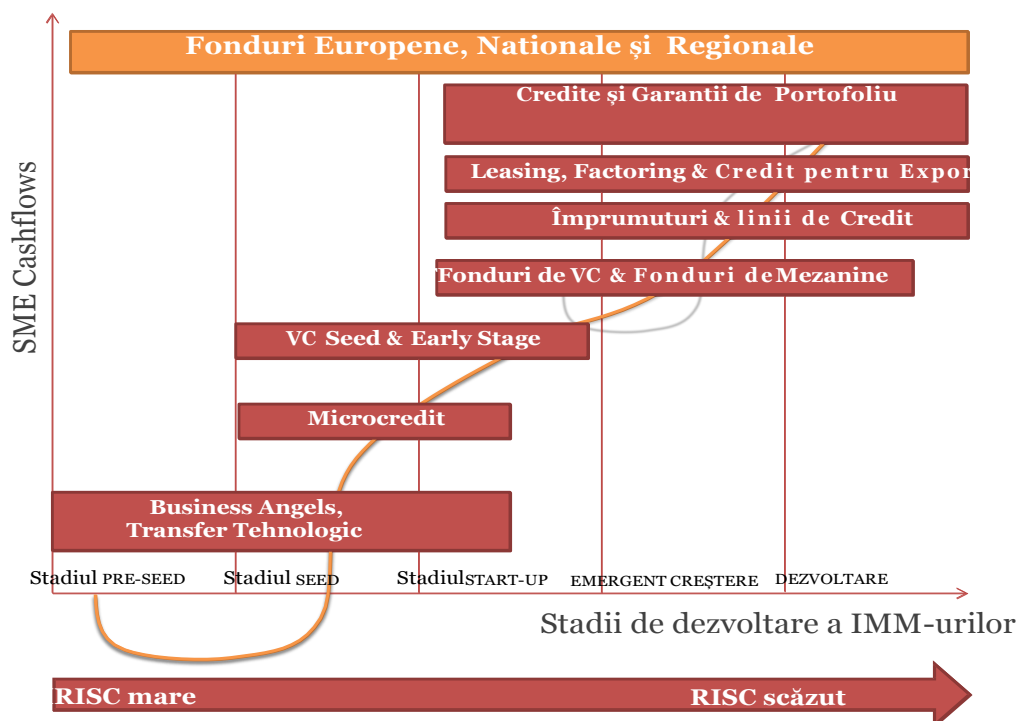 Fonduri Europene, Nationale și Regionale
Credite și Garantii de Portofoliu
Leasing, Factoring & Credit pentru Expor
Împrumuturi & linii de Credit
Fonduri de VC & Fonduri de Mezanine
VC Seed & Early Stage
Microcredit
Business Angels,
Transfer Tehnologic
SME Cashflows
Stadiul PRE-SEED
Stadiul SEED
Stadiul START-UP
EMERGENT CREȘTERE
DEZVOLTARE
Stadii de dezvoltare a IMM-urilor
RISC mare
RISC scăzut